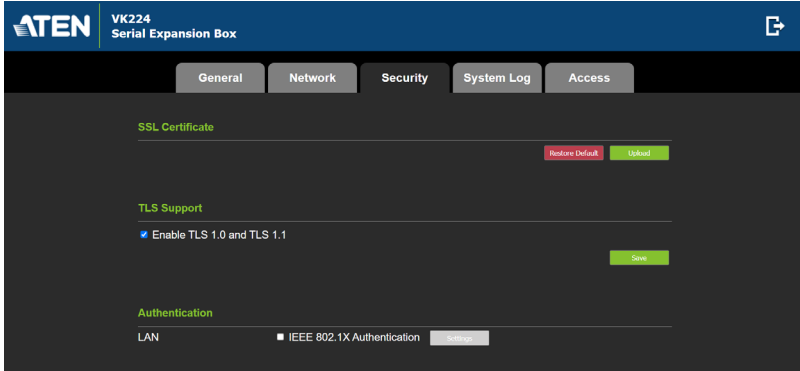 ATEN
VK224
Serial Expansion Box
General Network Security System Log Access
SSL Certificate
Restore Default Upload
TLS Support
Enable TLS 1.0 and TLS 1.1
Save
Authentication
LAN IEEE 802.1X Authentication Settings